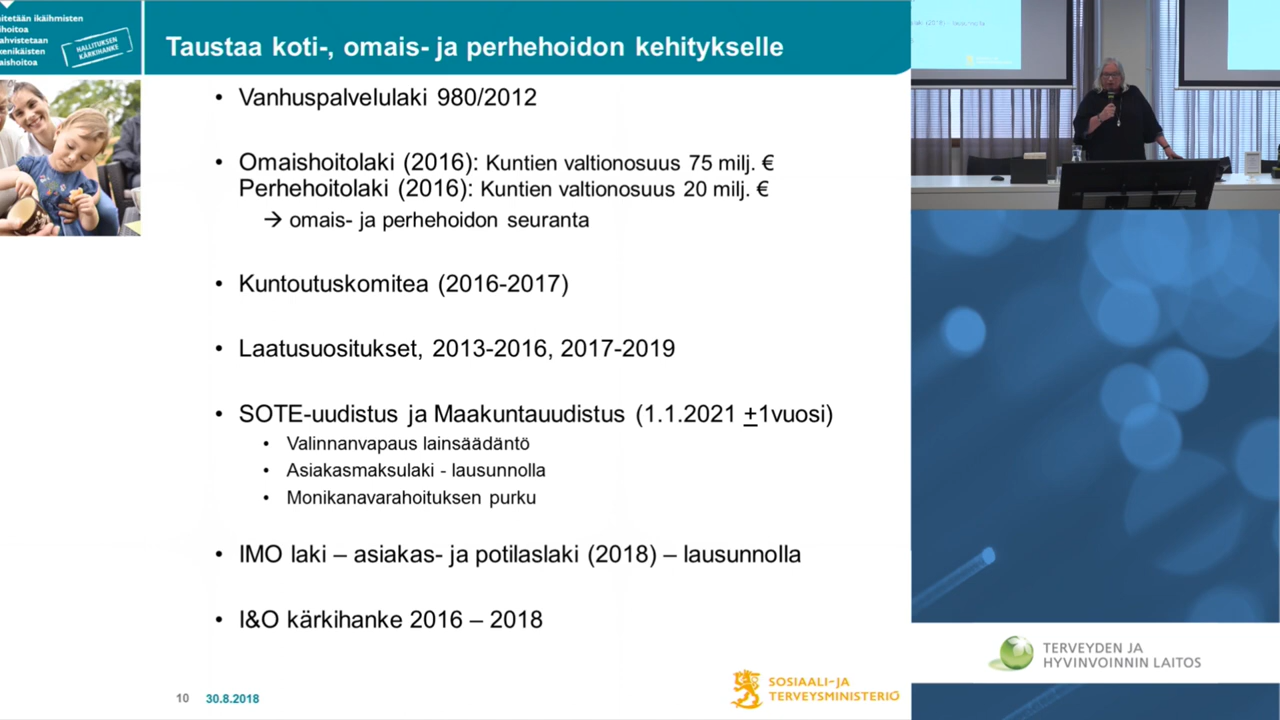 Taustaa koti-, omais- ja perhehoidon kehitykselle
ikäihmisten
HALLITUKSEN
KÄRKIHANKE
• Vanhuspalvelulaki 980/2012
• Omaishoitolaki (2016): Kuntien valtionosuus 75 milj. €
Perhehoitolaki (2016): Kuntien valtionosuus 20 milj. €
→ omais- ja perhehoidon seuranta
• Kuntoutuskomitea (2016-2017)
• Laatusuositukset, 2013-2016, 2017-2019
• SOTE-uudistus ja Maakuntauudistus (1.1.2021 ±1vuosi)
• Valinnanvapaus lainsäädäntö
• Asiakasmaksulaki - lausunnolla
• Monikanavarahoituksen purku
• IMO laki – asiakas- ja potilaslaki (2018) – lausunnolla
• I&O kärkihanke 2016 – 2018
10 30.8.2018
SOSIAALI- JA
TERVEYSMINISTERIÖ
TERVEYDEN JA
HYVINVOINNIN LAITOS